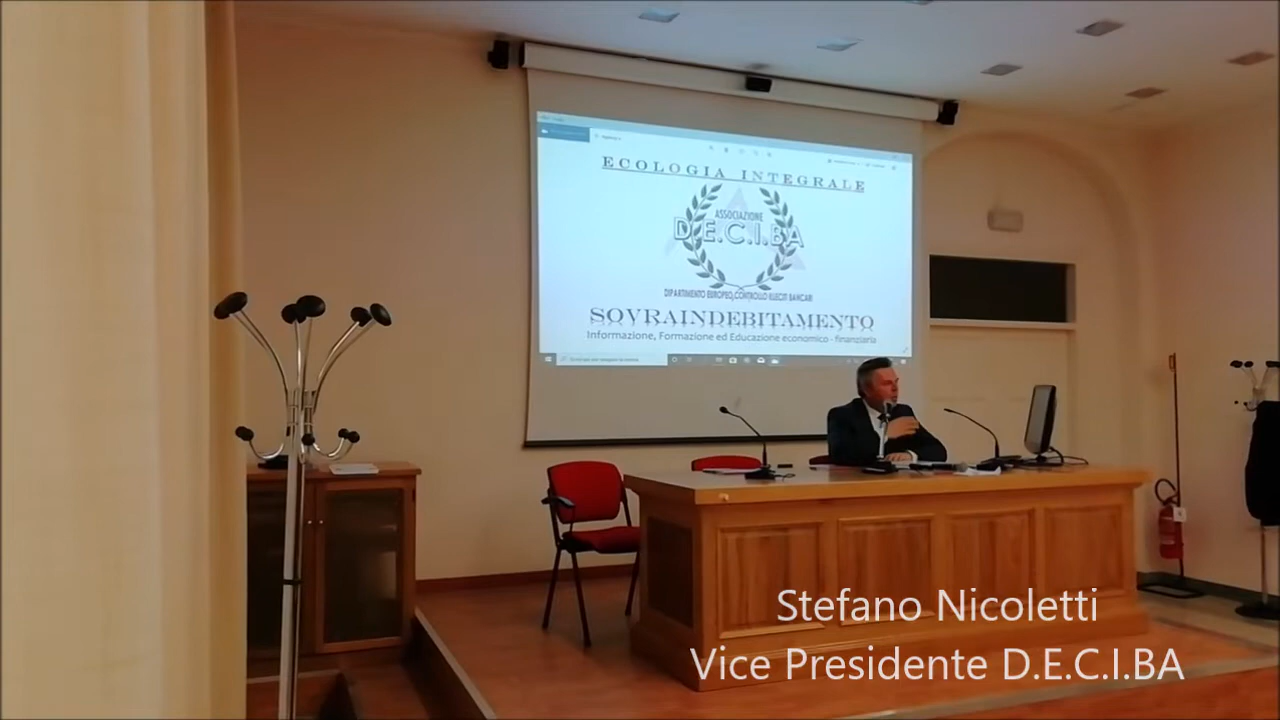 ECOLOGIA INTEGRALE
ASSOCIAZIONE
D.E.C.I.BA
DIPARTIMENTO EUROPEO CONTROLLO ILLECITI BANCARI
SOVRAINDEBITAMENTO
Informazione, Formazione ed Educazione economico - finanziaria
Stefano Nicoletti
Vice Presidente D.E.C.I.BA